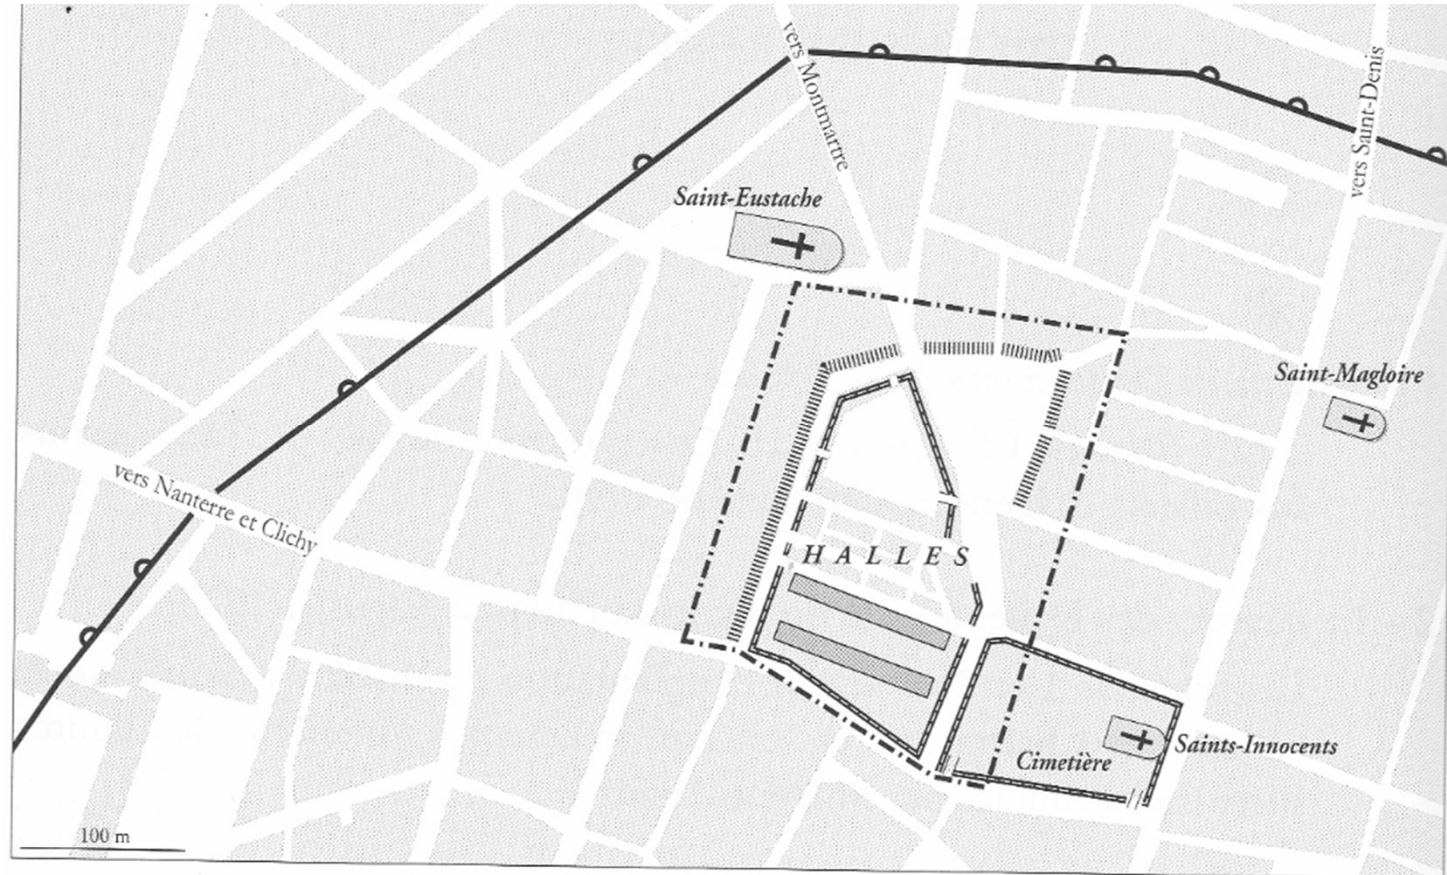 vers Montmartre
vers Saint-Denis
Saint-Eustache
Saint-Magloire
vers Nanterre et Clichy
HALLES
Saints-Innocents
Cimetière
100 m